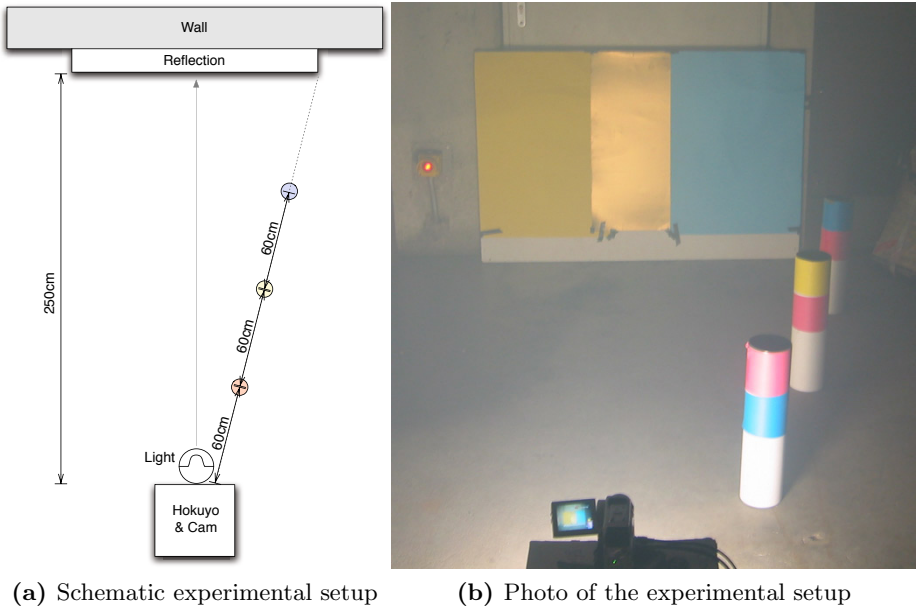 Wall
Reflection
250cm
60cm
60cm
60cm
Light
Hokuyo
& Cam
(a) Schematic experimental setup
(b) Photo of the experimental setup